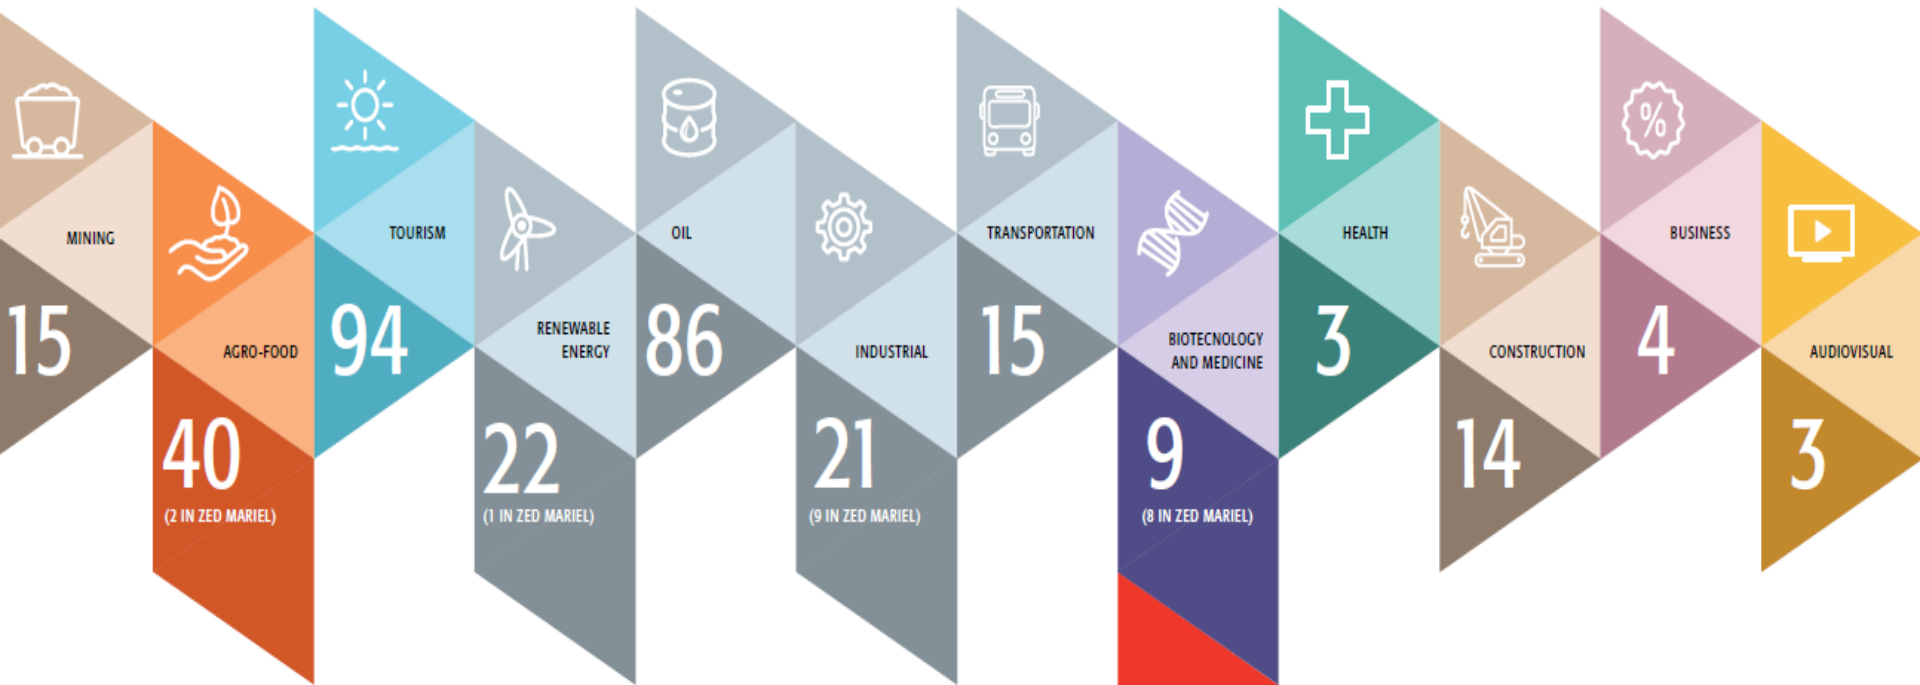 MINING
15
AGRO-FOOD
40
(2 IN ZED MARIEL)
TOURISM
94
RENEWABLE
ENERGY
22
(1 IN ZED MARIEL)
OIL
86
INDUSTRIAL
21
(9 IN ZED MARIEL)
TRANSPORTATION
15
BIOTECNOLOGY
AND MEDICINE
9
(8 IN ZED MARIEL)
HEALTH
3
CONSTRUCTION
14
%
BUSINESS
4
AUDIOVISUAL
3